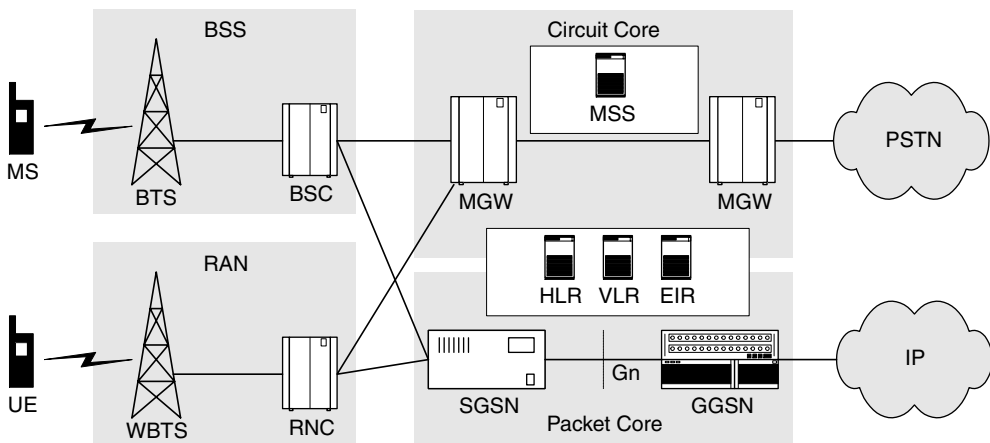 BSS
Circuit Core
MSS
MS
BTS
BSC
MGW
MGW
PSTN
RAN
HLR VLR EIR
UE
WBTS
RNC
SGSN
Gn
GGSN
IP
Packet Core